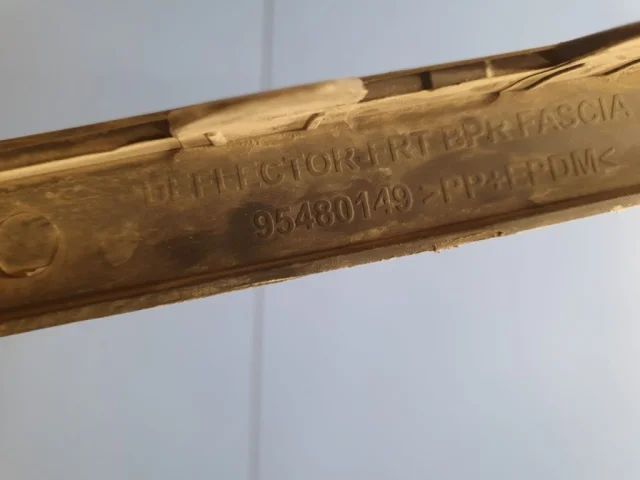 DEFLECTOR-FRT BPR FASCIA
95480149 >PP+EPDM<